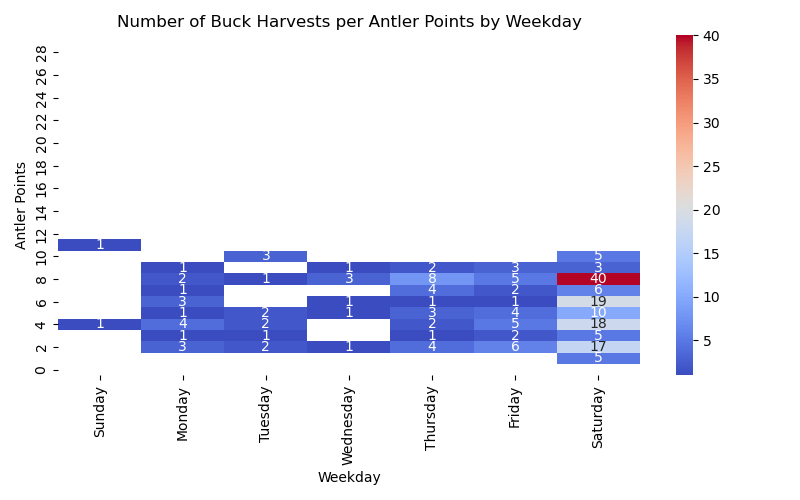 Number of Buck Harvests per Antler Points by Weekday
40
35
30
25
20
15
10
5
Antler Points
28
26
24
22
20
18
16
14
12
10
8
6
4
2
0
1
3 5
1 1 2 3 3
2 1 3 8 5 40
1 4 2 6
3 1 1 1 19
1 2 1 3 4 10
1 4 2 2 5 18
1 1 1 2 5
3 2 1 4 6 17
5
Sunday Monday Tuesday Wednesday Thursday Friday Saturday
Weekday